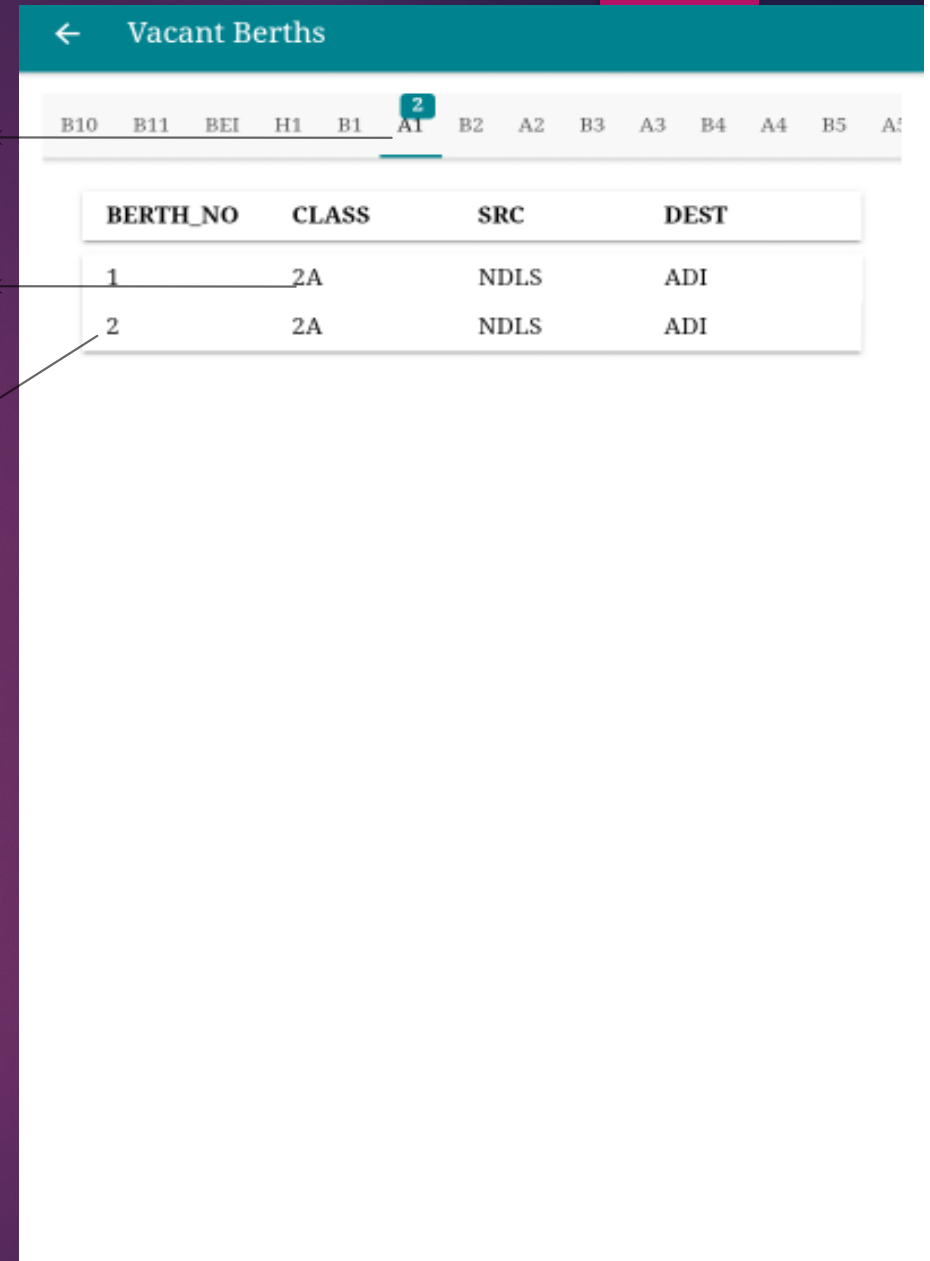 Vacant Berths
2
B10 B11 BEI H1 B1 A1 B2 A2 B3 A3 B4 A4 B5
BERTH_NO CLASS SRC DEST
1 2A NDLS ADI
2 2A NDLS ADI